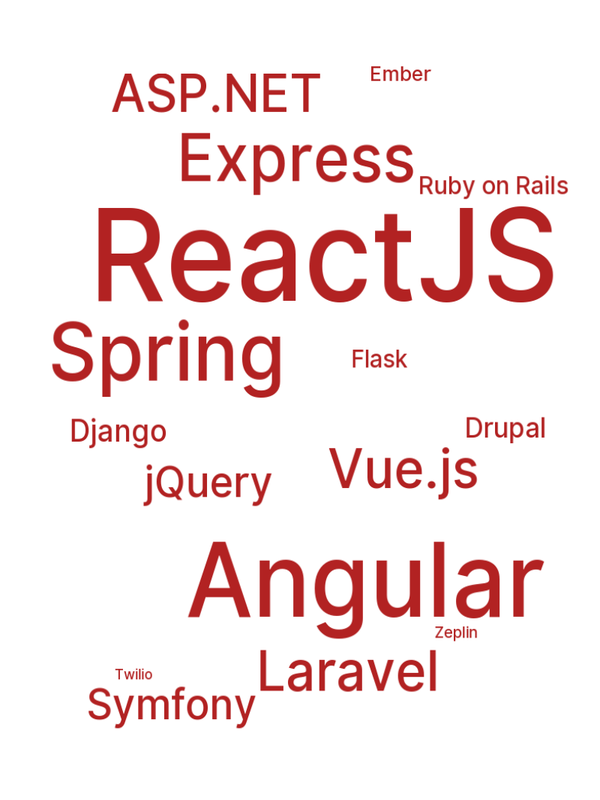 Ember
ASP.NET
Express
Ruby on Rails
ReactJS
Spring
Flask
Django
Drupal
jQuery
Vue.js
Angular
Zeplin
Laravel
Twilio
Symfony